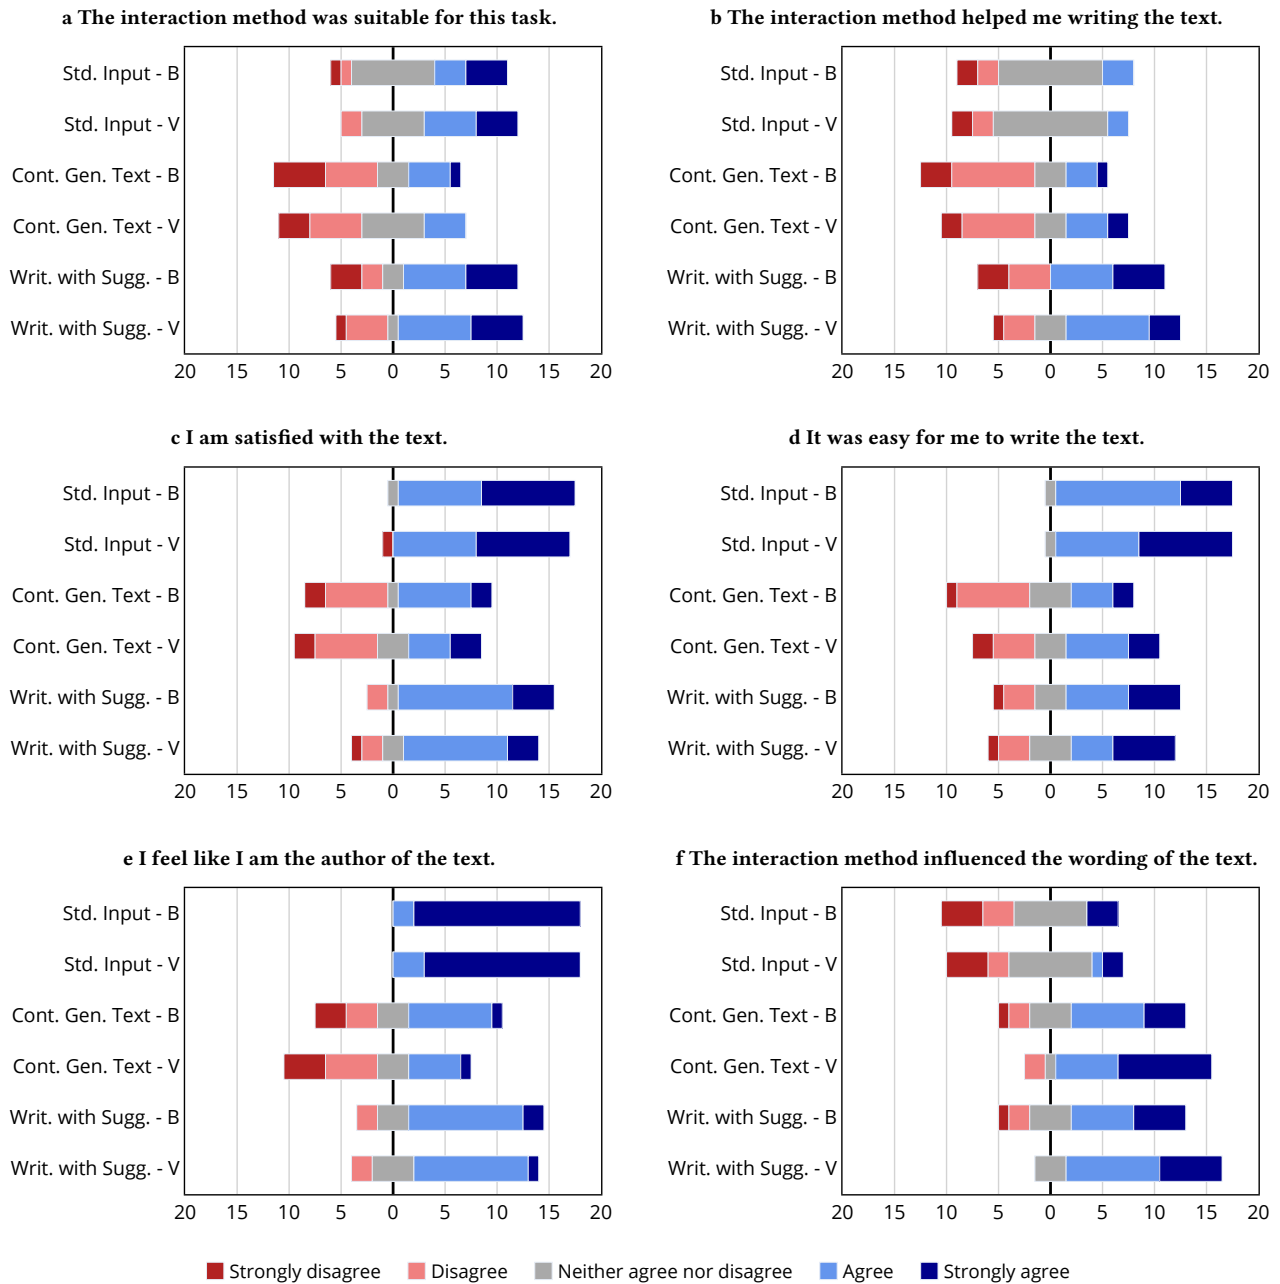 a The interaction method was suitable for this task.
Std. Input - B
Std. Input - V
Cont. Gen. Text - B
Cont. Gen. Text - V
Writ. with Sugg. - B
Writ. with Sugg. - V
20 15 10 5 0 5 10 15 20
b The interaction method helped me writing the text.
Std. Input - B
Std. Input - V
Cont. Gen. Text - B
Cont. Gen. Text - V
Writ. with Sugg. - B
Writ. with Sugg. - V
20 15 10 5 0 5 10 15 20
c I am satisfied with the text.
Std. Input - B
Std. Input - V
Cont. Gen. Text - B
Cont. Gen. Text - V
Writ. with Sugg. - B
Writ. with Sugg. - V
20 15 10 5 0 5 10 15 20
d It was easy for me to write the text.
Std. Input - B
Std. Input - V
Cont. Gen. Text - B
Cont. Gen. Text - V
Writ. with Sugg. - B
Writ. with Sugg. - V
20 15 10 5 0 5 10 15 20
e I feel like I am the author of the text.
Std. Input - B
Std. Input - V
Cont. Gen. Text - B
Cont. Gen. Text - V
Writ. with Sugg. - B
Writ. with Sugg. - V
20 15 10 5 0 5 10 15 20
f The interaction method influenced the wording of the text.
Std. Input - B
Std. Input - V
Cont. Gen. Text - B
Cont. Gen. Text - V
Writ. with Sugg. - B
Writ. with Sugg. - V
20 15 10 5 0 5 10 15 20
Strongly disagree Disagree Neither agree nor disagree Agree Strongly agree